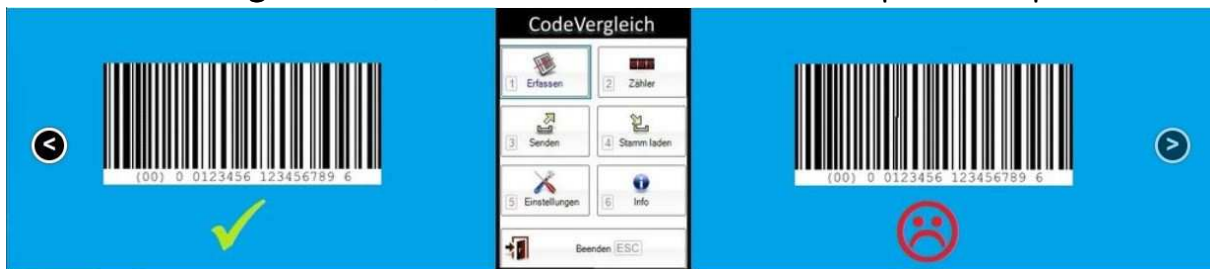 CodeVergleich
1 Erfassen
2 Zähler
3 Senden
4 Stamm laden
5 Einstellungen
6 Info
Beenden ESC
(00) 0 0123456 123456789 6
(00) 0 0123456 123456789 6